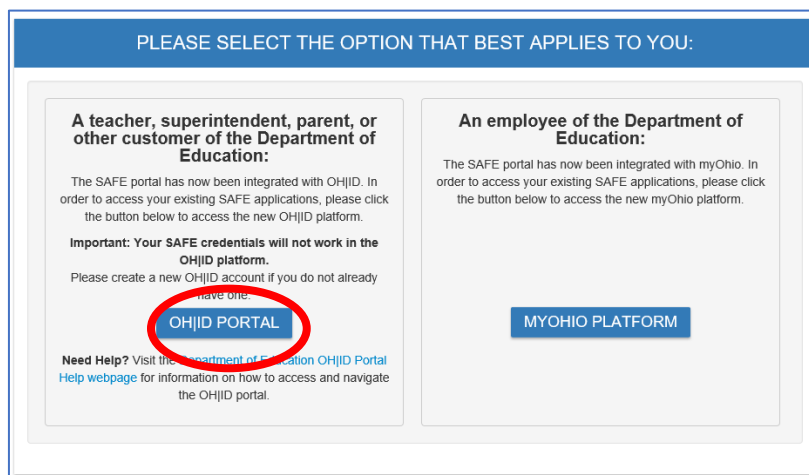 PLEASE SELECT THE OPTION THAT BEST APPLIES TO YOU:
A teacher, superintendent, parent, or
other customer of the Department of
Education:
The SAFE portal has now been integrated with OH|ID. In
order to access your existing SAFE applications, please click
the button below to access the new OH|ID platform.
Important: Your SAFE credentials will not work in the
OH|ID platform.
Please create a new OH|ID account if you do not already
have one.
OH|ID PORTAL
Need Help? Visit the Department of Education OH|ID Portal
Help webpage for information on how to access and navigate
the OH|ID portal.
An employee of the Department of
Education:
The SAFE portal has now been integrated with myOhio. In
order to access your existing SAFE applications, please click
the button below to access the new myOhio platform.
MYOHIO PLATFORM